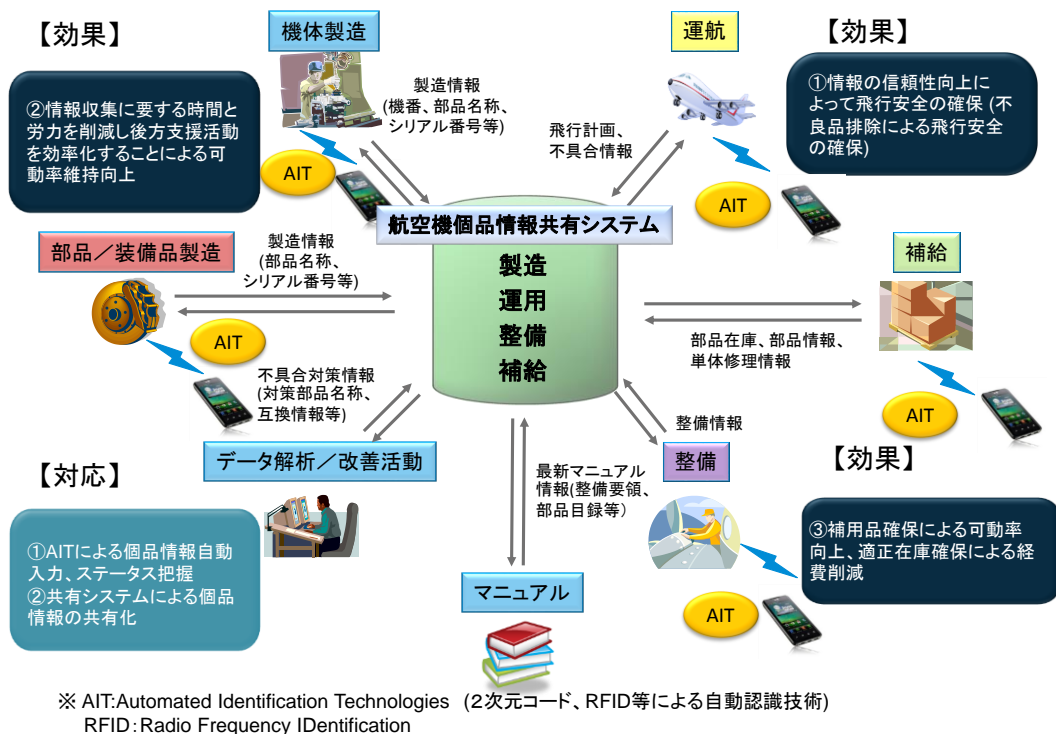 【効果】
機体製造
運航
【効果】
②情報収集に要する時間と
労力を削減し後方支援活動
を効率化することによる可
動率維持向上
製造情報
(機番、部品名称、
シリアル番号等)
飛行計画、
不具合情報
①情報の信頼性向上に
よって飛行安全の確保 (不
良品排除による飛行安全
の確保)
AIT
AIT
航空機個品情報共有システム
部品／装備品製造
製造情報
(部品名称、
シリアル番号等)
製造
運用
整備
補給
補給
AIT
部品在庫、部品情報、
単体修理情報
不具合対策情報
(対策部品名称、
互換情報等)
AIT
整備情報
データ解析／改善活動
整備
【効果】
【対応】
最新マニュアル
情報(整備要領、
部品目録等)
①AITによる個品情報自動
入力、ステータス把握
②共有システムによる個品
情報の共有化
③補用品確保による可動率
向上、適正在庫確保による経
費削減
マニュアル
AIT
※ AIT:Automated Identification Technologies (２次元コード、RFID等による自動認識技術)
RFID：Radio Frequency IDentification